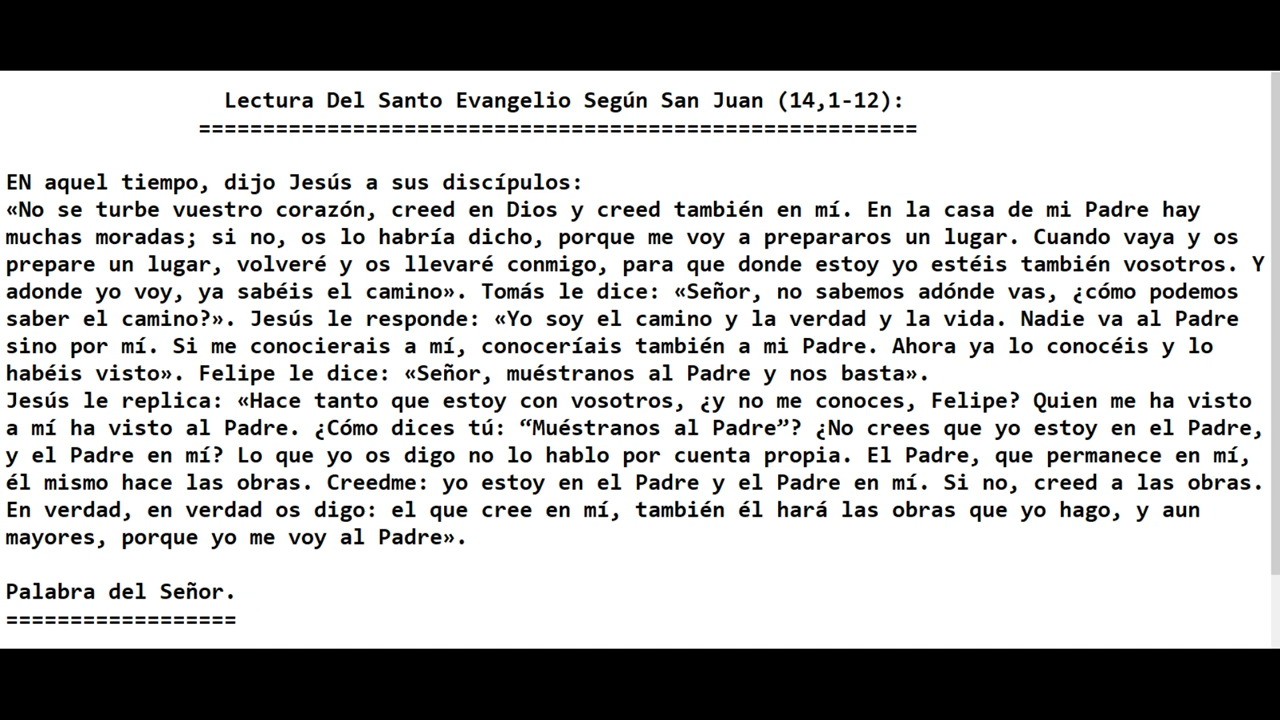 Lectura Del Santo Evangelio Según San Juan (14,1-12):
========================================================
EN aquel tiempo, dijo Jesús a sus discípulos:
«No se turbe vuestro corazón, creed en Dios y creed también en mí. En la casa de mi Padre hay
muchas moradas; si no, os lo habría dicho, porque me voy a prepararos un lugar. Cuando vaya y os
prepare un lugar, volveré y os llevaré conmigo, para que donde estoy yo estéis también vosotros. Y
adonde yo voy, ya sabéis el camino». Tomás le dice: «Señor, no sabemos adónde vas, ¿cómo podemos
saber el camino?». Jesús le responde: «Yo soy el camino y la verdad y la vida. Nadie va al Padre
sino por mí. Si me conocierais a mí, conoceríais también a mi Padre. Ahora ya lo conocéis y lo
habéis visto». Felipe le dice: «Señor, muéstranos al Padre y nos basta».
Jesús le replica: «Hace tanto que estoy con vosotros, ¿y no me conoces, Felipe? Quien me ha visto
a mí ha visto al Padre. ¿Cómo dices tú: “Muéstranos al Padre”? ¿No crees que yo estoy en el Padre,
y el Padre en mí? Lo que yo os digo no lo hablo por cuenta propia. El Padre, que permanece en mí,
él mismo hace las obras. Creedme: yo estoy en el Padre y el Padre en mí. Si no, creed a las obras.
En verdad, en verdad os digo: el que cree en mí, también él hará las obras que yo hago, y aun
mayores, porque yo me voy al Padre».
Palabra del Señor.
==================